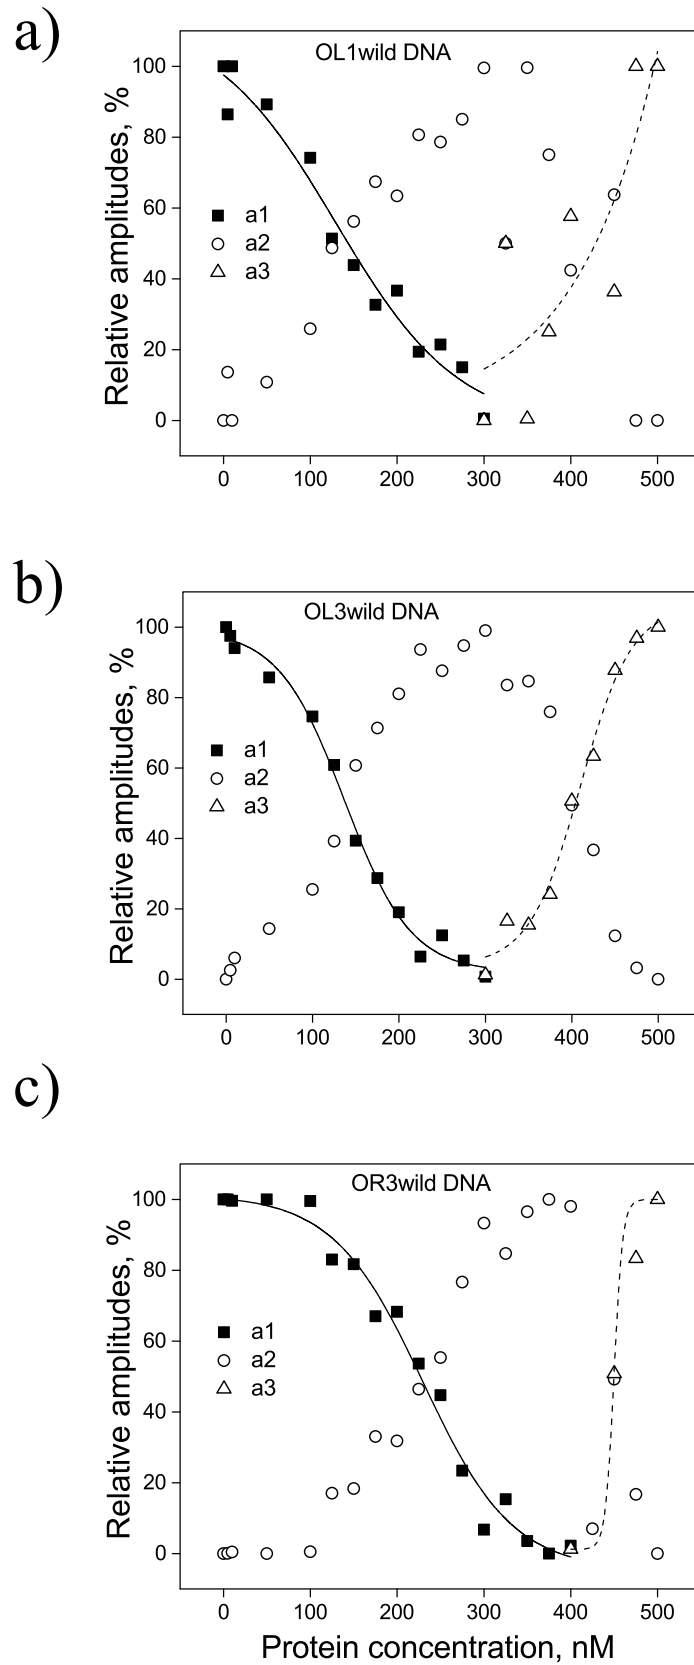 a)
OL1wild DNA
Relative amplitudes, %
100
80
60
40
20
0
a1
a2
a3
0 100 200 300 400 500
b)
OL3wild DNA
Relative amplitudes, %
100
80
60
40
20
0
a1
a2
a3
0 100 200 300 400 500
c)
OR3wild DNA
Relative amplitudes, %
100
80
60
40
20
0
a1
a2
a3
0 100 200 300 400 500
Protein concentration, nM